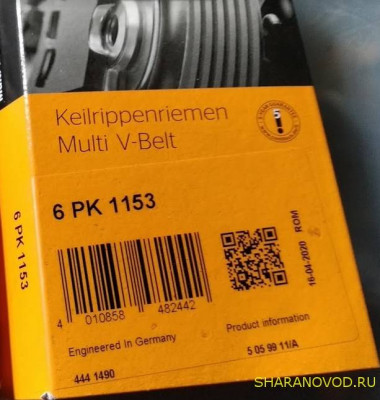 Keilrippenriemen
Multi V-Belt
6 PK 1153
6 PK 1153
4 010858 482442
16-04-2020 ROM
Engineered In Germany
Product information
444 1490
5 05 99 11/A
SHARANOVOD.RU